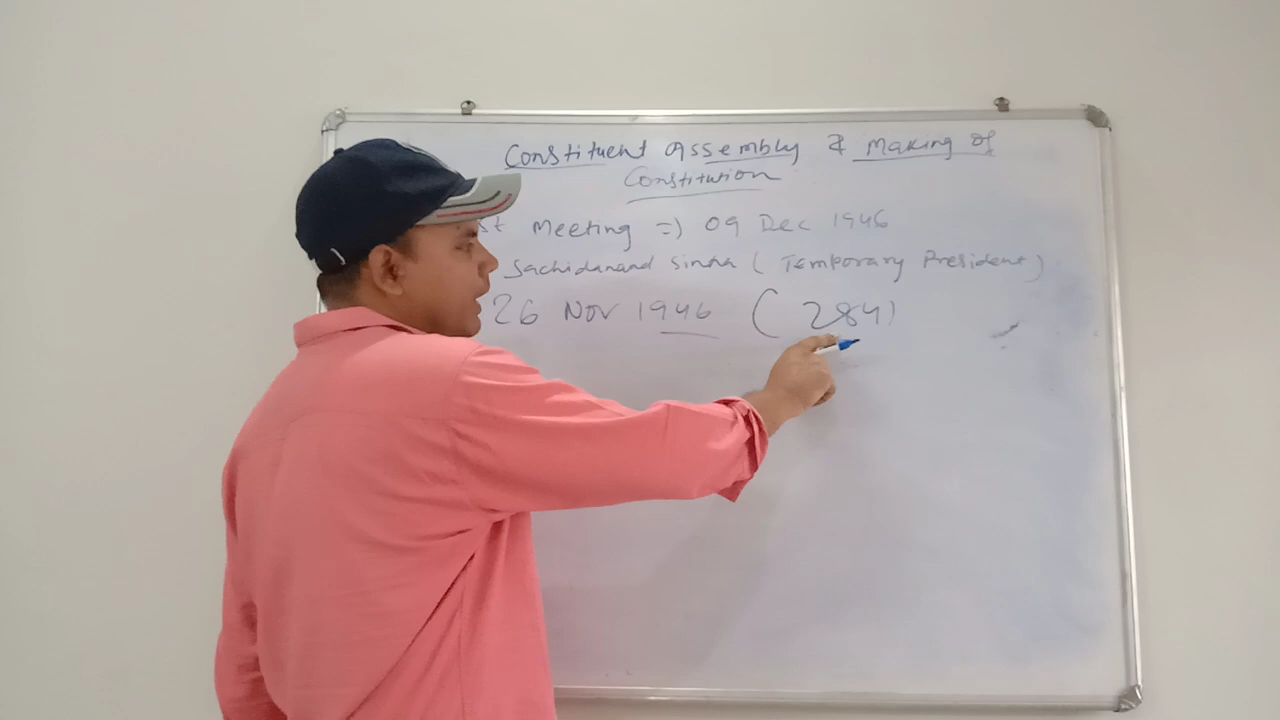 Constituent Assembly & Making of
Constitution
st Meeting => 09 Dec 1946
Sachidanand Sinha ( Temporary President )
26 Nov 1946 ( 284)